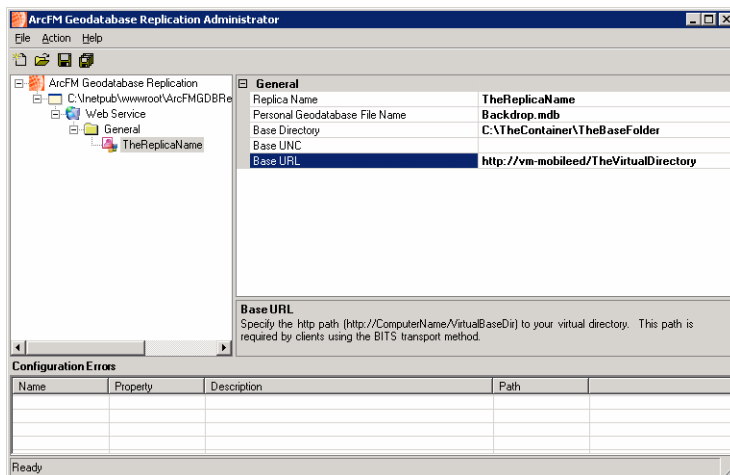 ArcFM Geodatabase Replication Administrator
File Action Help
ArcFM Geodatabase Replication
C:\Inetpub\wwwroot\ArcFMGDBRe
Web Service
General
TheReplicaName
General
Replica Name TheReplicaName
Personal Geodatabase File Name Backdrop.mdb
Base Directory C:\TheContainer\TheBaseFolder
Base UNC
Base URL http://vm-mobileed/TheVirtualDirectory
Base URL
Specify the http path (http://ComputerName/VirtualBaseDir) to your virtual directory. This path is
required by clients using the BITS transport method.
Configuration Errors
Name Property Description Path
Ready